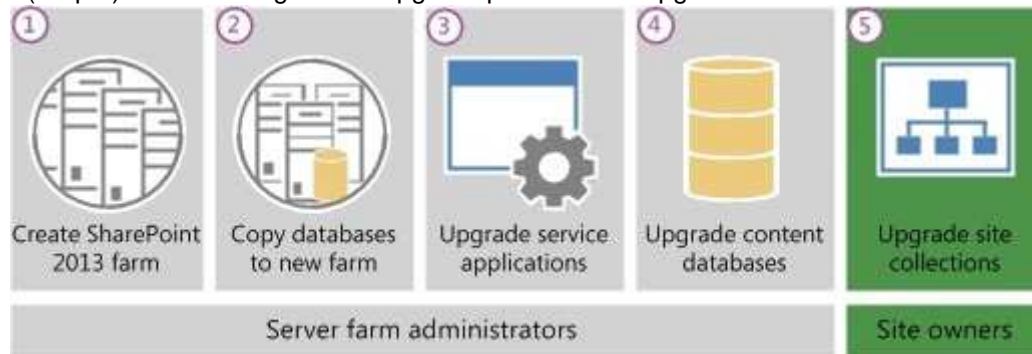 1 2 3 4 5
Create SharePoint Copy databases Upgrade service Upgrade content Upgrade site
2013 farm to new farm applications databases collections
Server farm administrators Site owners